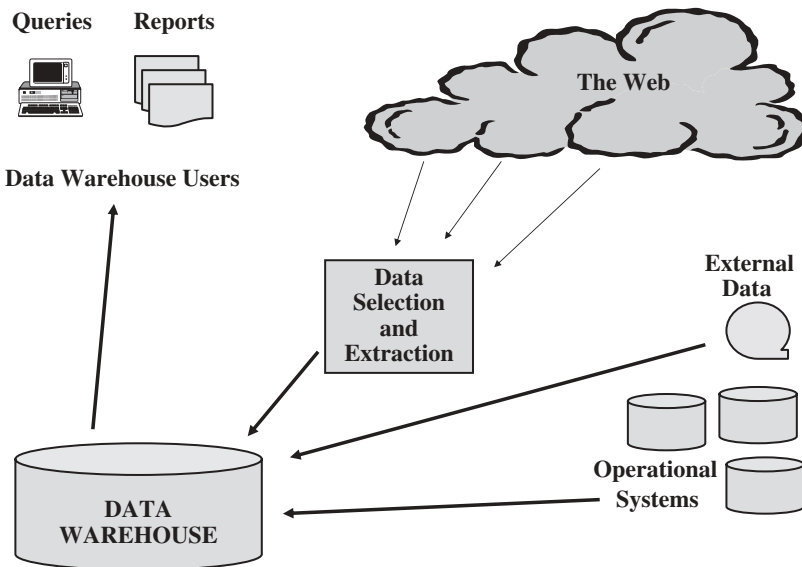 Queries
Reports
The Web
Data Warehouse Users
Data
Selection
and
Extraction
External
Data
Operational
Systems
DATA
WAREHOUSE